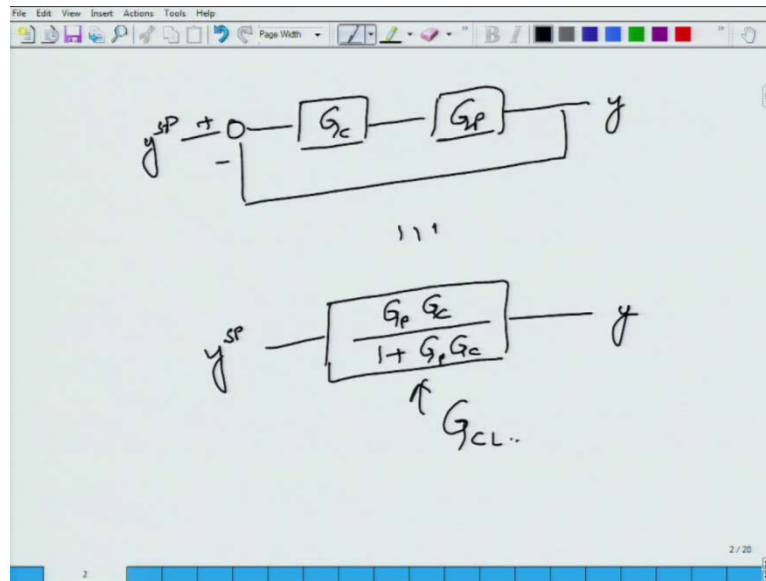 File Edit View Insert Actions Tools Help
Page Width
y^SP + G_c G_P y
-
G_P G_c
y^SP 1 + G_P G_c y
G_CL..
2 / 20
2